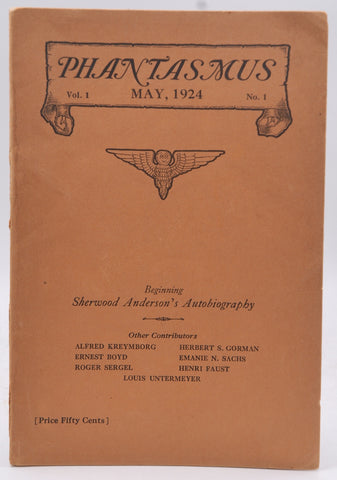 PHANTASMUS
Vol. 1 MAY, 1924 No. 1
Beginning
Sherwood Anderson's Autobiography
Other Contributors
ALFRED KREYMBORG HERBERT S. GORMAN
ERNEST BOYD EMANIE N. SACHS
ROGER SERGEL HENRI FAUST
LOUIS UNTERMEYER
[Price Fifty Cents]